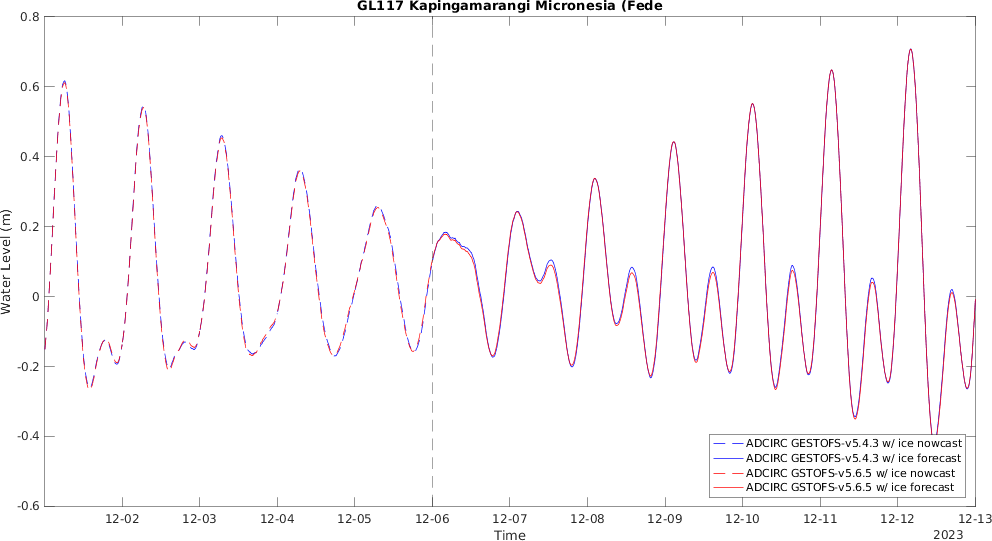 GL117 Kapingamarangi Micronesia (Fede
0.8
0.6
0.4
0.2
0
-0.2
-0.4
-0.6
Water Level (m)
ADCIRC GESTOFS-v5.4.3 w/ ice nowcast
ADCIRC GESTOFS-v5.4.3 w/ ice forecast
ADCIRC GSTOFS-v5.6.5 w/ ice nowcast
ADCIRC GSTOFS-v5.6.5 w/ ice forecast
12-02 12-03 12-04 12-05 12-06 12-07 12-08 12-09 12-10 12-11 12-12 12-13
Time
2023